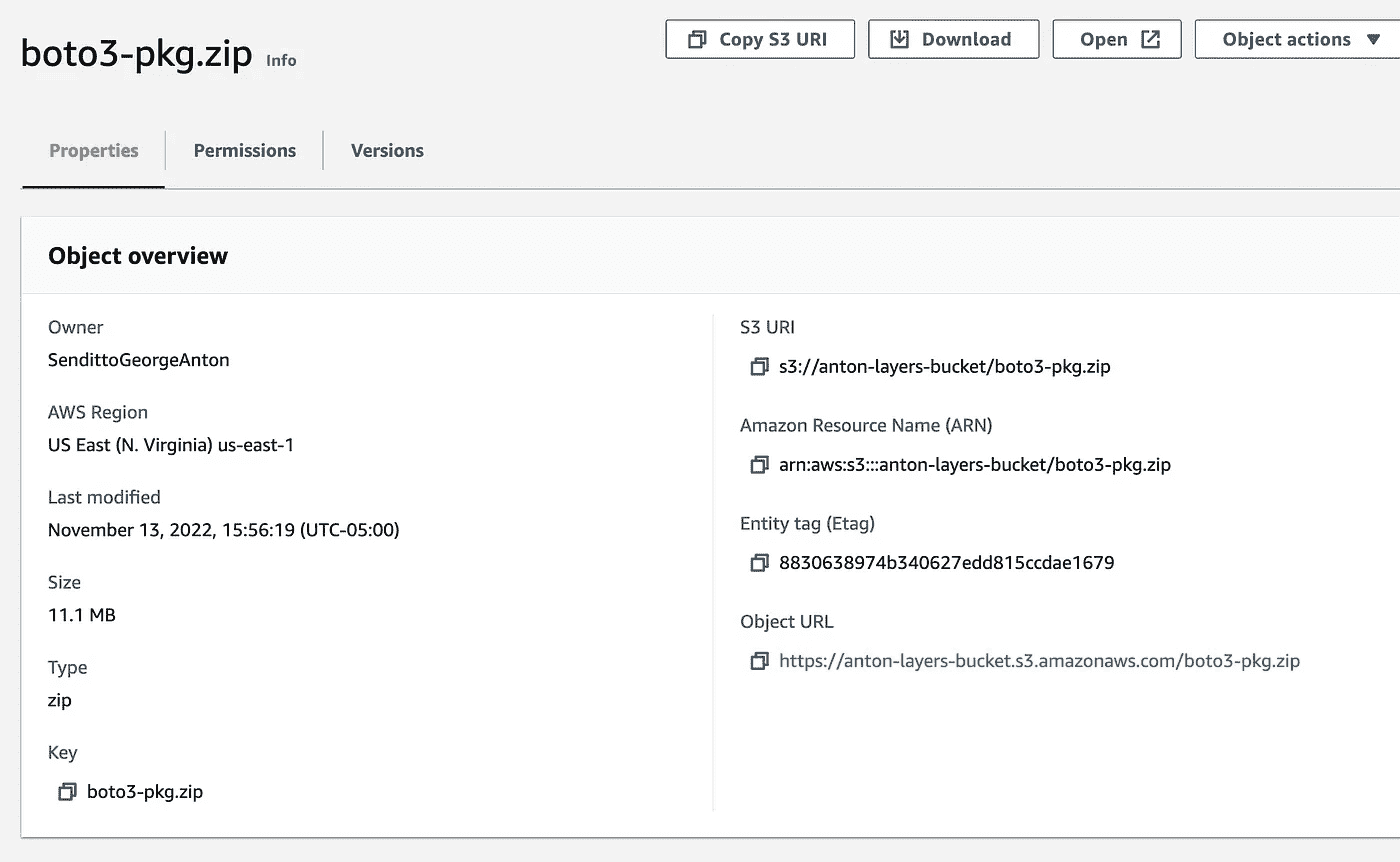 boto3-pkg.zip Info
Copy S3 URI
Download
Open
Object actions
Properties
Permissions
Versions
Object overview
Owner
SendittoGeorgeAnton
AWS Region
US East (N. Virginia) us-east-1
Last modified
November 13, 2022, 15:56:19 (UTC-05:00)
Size
11.1 MB
Type
zip
Key
boto3-pkg.zip
S3 URI
s3://anton-layers-bucket/boto3-pkg.zip
Amazon Resource Name (ARN)
arn:aws:s3:::anton-layers-bucket/boto3-pkg.zip
Entity tag (Etag)
8830638974b340627edd815ccdae1679
Object URL
https://anton-layers-bucket.s3.amazonaws.com/boto3-pkg.zip